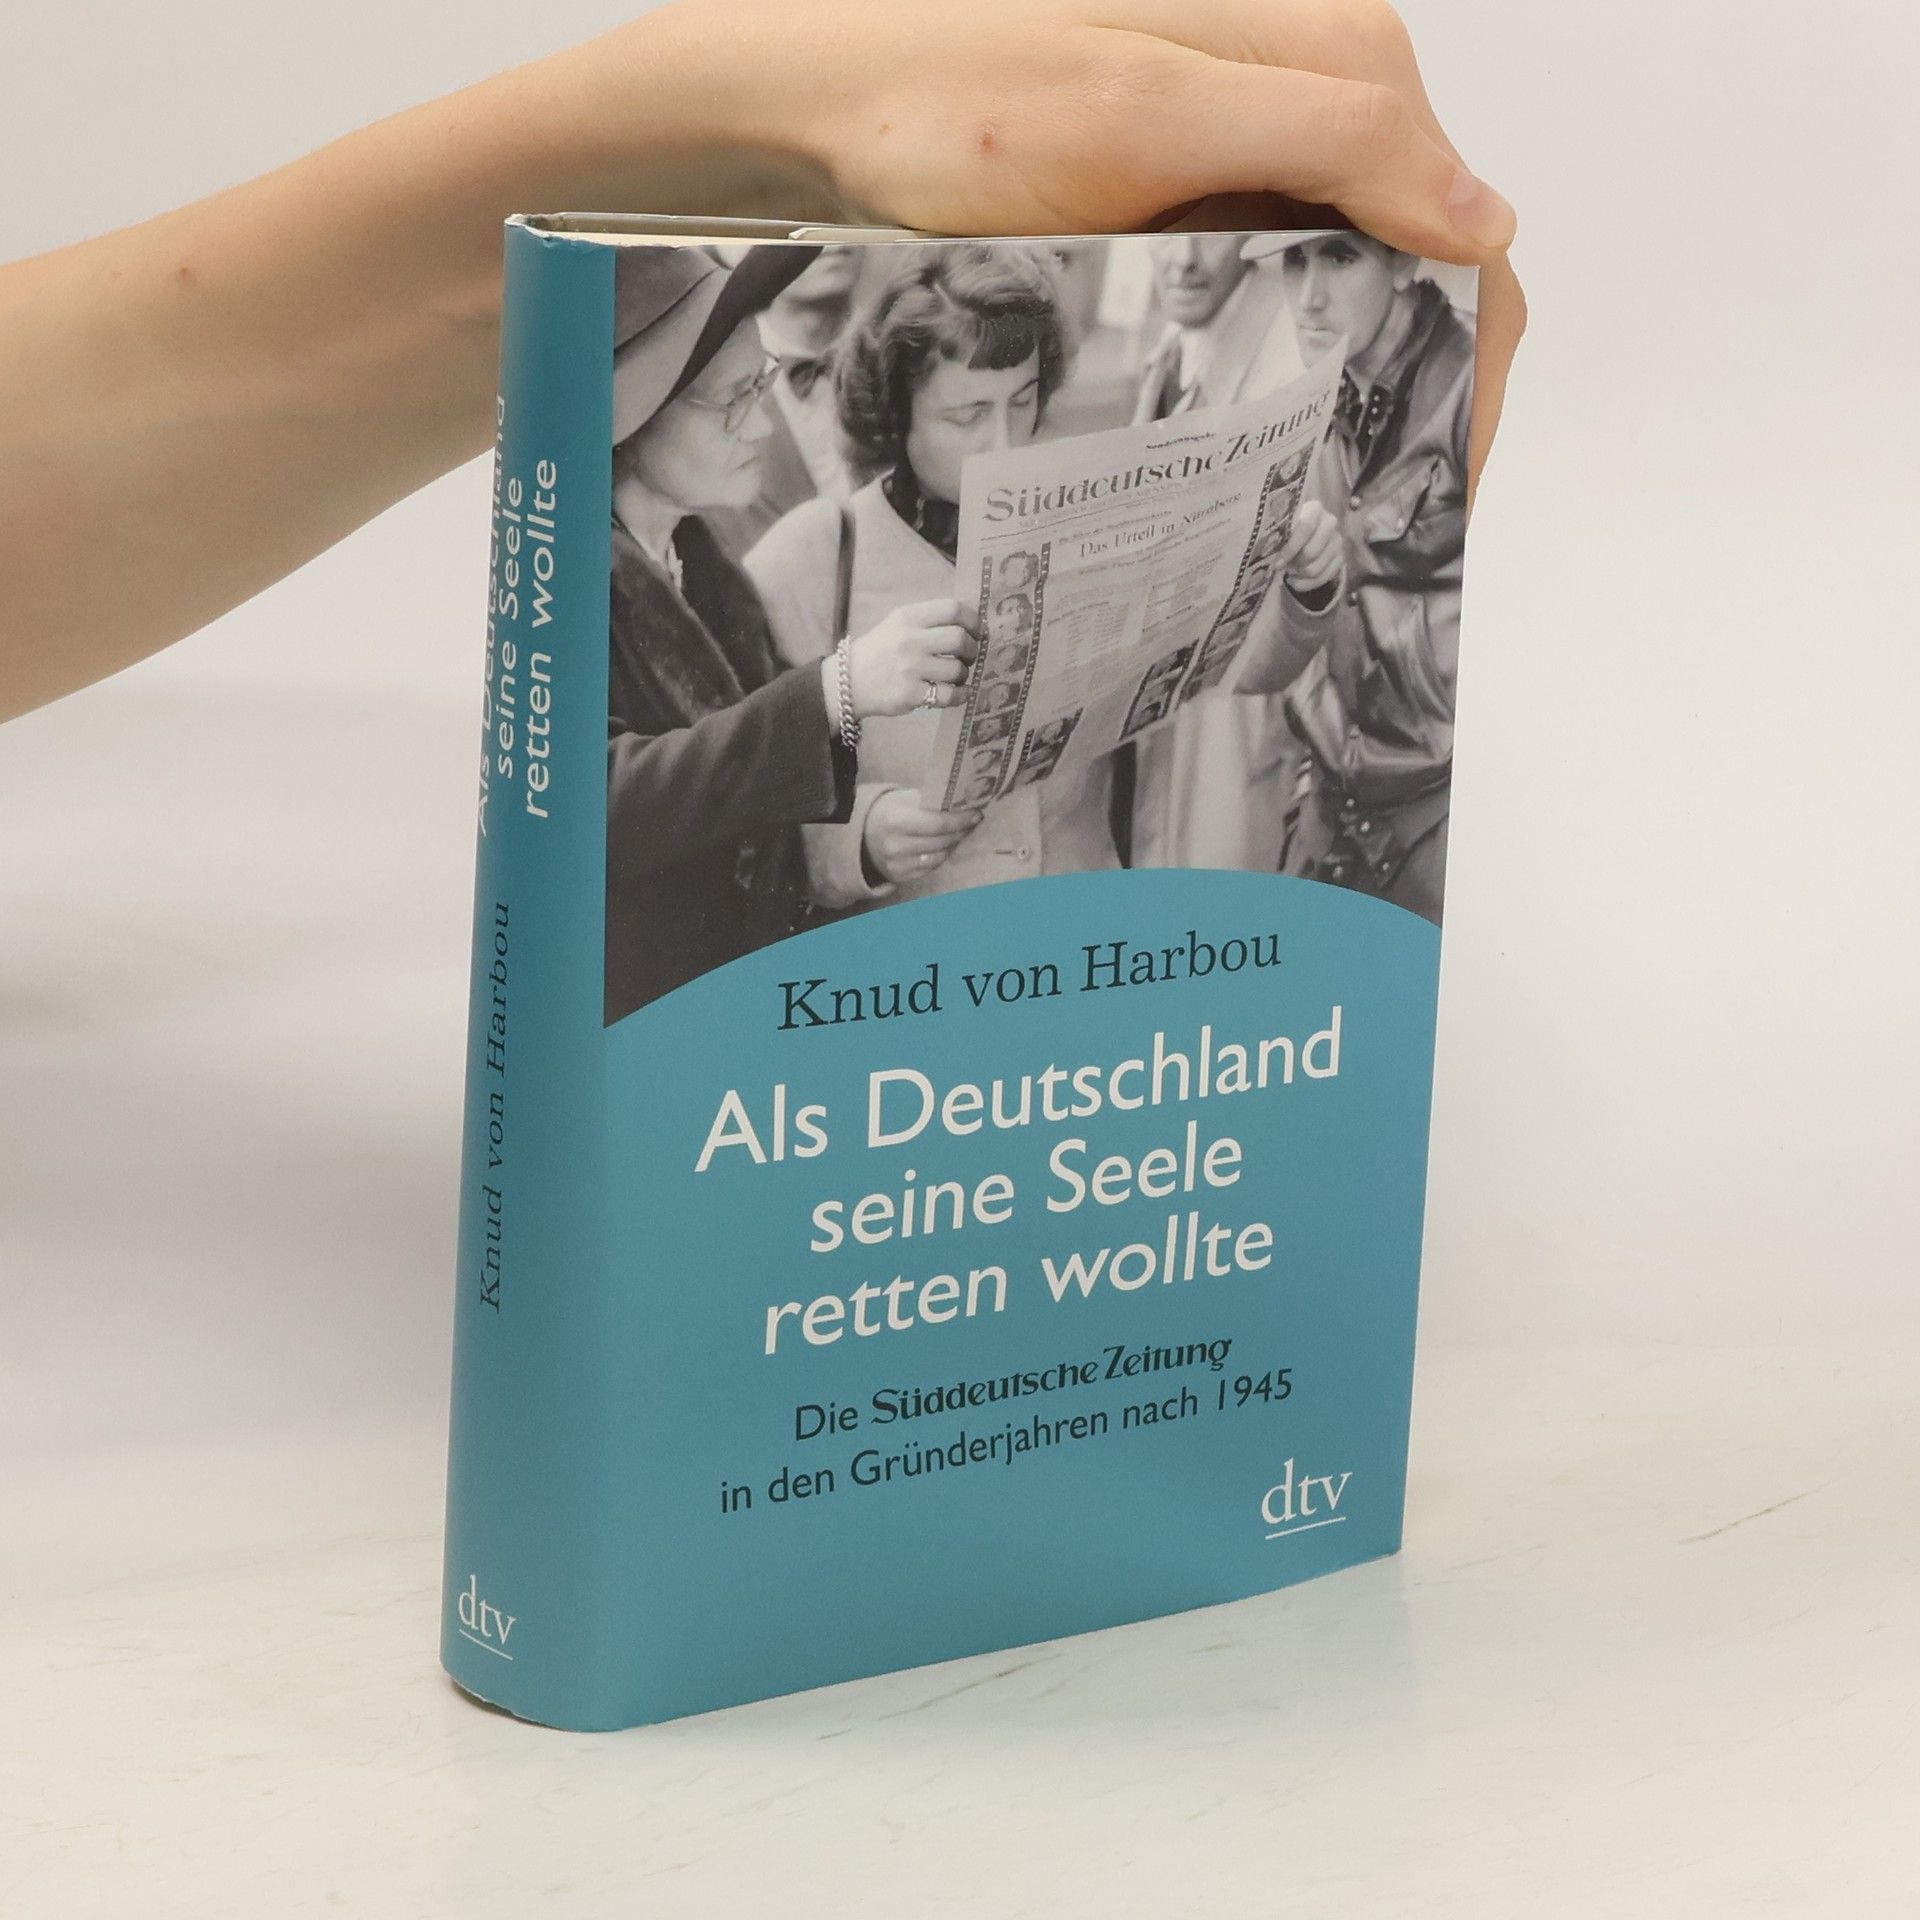 Als Deutschland
seine Seele
retten wollte
Knud von Harbou
dtv
Süddeutsche Zeitung
Das Urteil in Nürnberg
Knud von Harbou
Als Deutschland
seine Seele
retten wollte
Die Süddeutsche Zeitung
in den Gründerjahren nach 1945
dtv